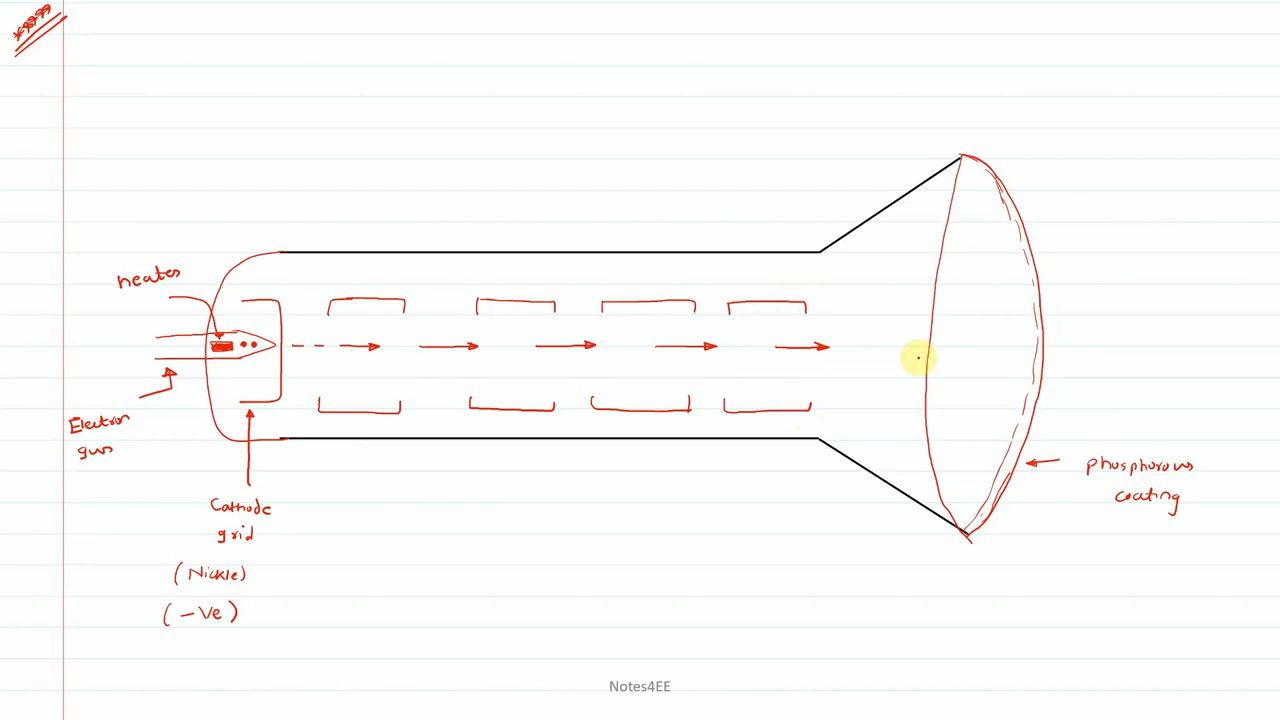 heater
Electron
gun
Cathode
grid
(Nickle)
(-Ve)
phosphorous
coating
Notes4EE